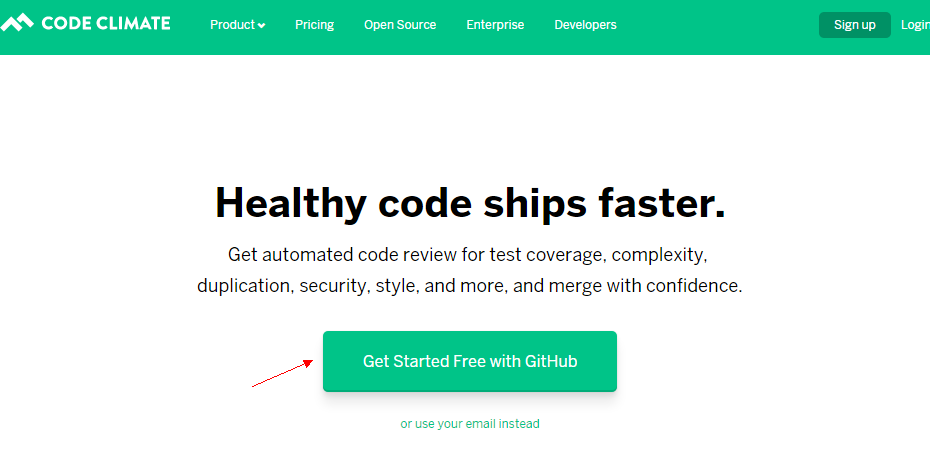 CODE CLIMATE Product Pricing Open Source Enterprise Developers Sign up Login
Healthy code ships faster.
Get automated code review for test coverage, complexity,
duplication, security, style, and more, and merge with confidence.
Get Started Free with GitHub
or use your email instead